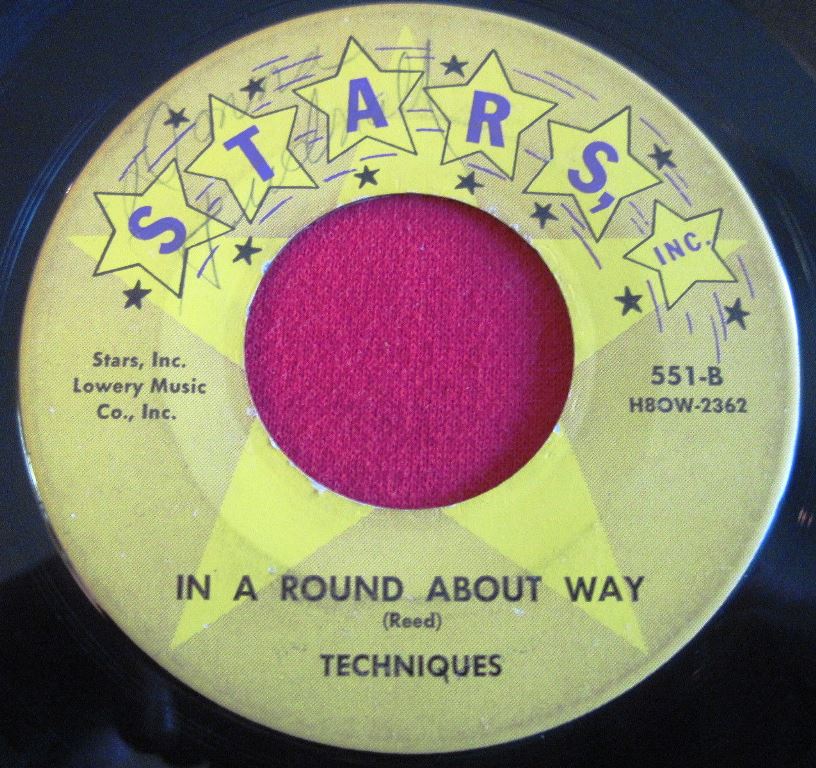 STARS, INC.
Stars, Inc.
Lowery Music
Co., Inc.
551-B
H8OW-2362
IN A ROUND ABOUT WAY
(Reed)
TECHNIQUES